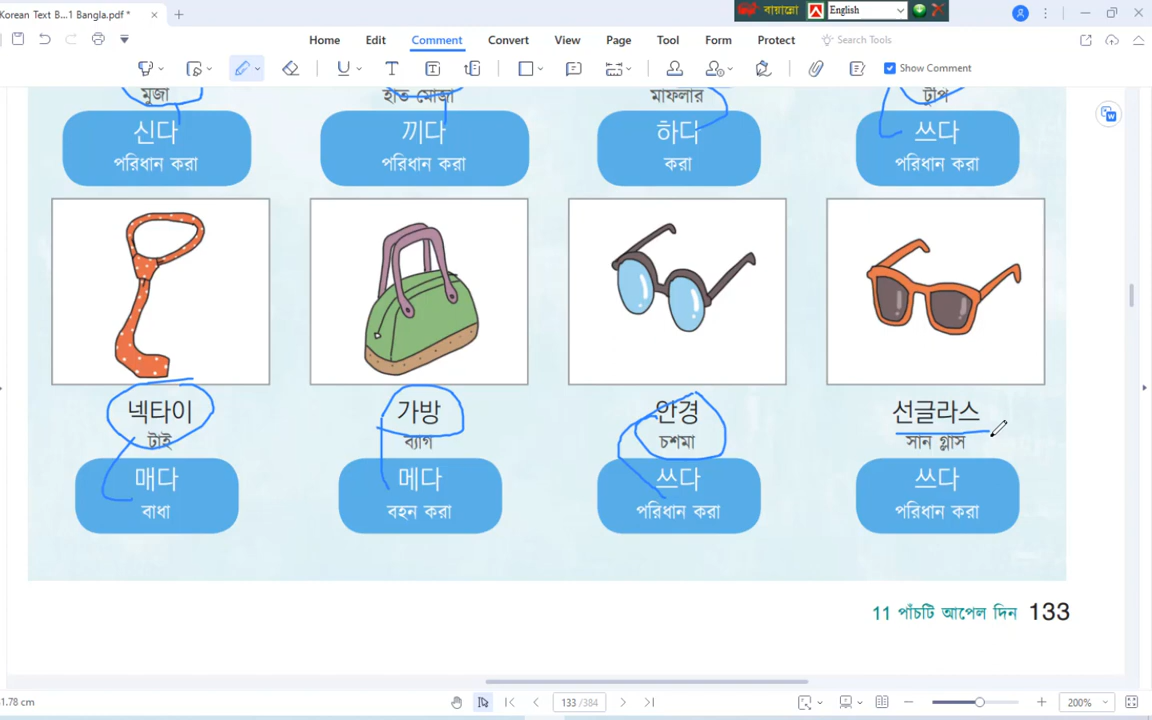 Korean Text B...1 Bangla.pdf *
বায়ান্নো English
Home Edit Comment Convert View Page Tool Form Protect Search Tools
Show Comment
মুজা হাত মোজা মাফলার টুপি
신다 끼다 하다 쓰다
পরিধান করা পরিধান করা করা পরিধান করা
넥타이 가방 안경 선글라스
টাই ব্যাগ চশমা সান গ্লাস
매다 메다 쓰다 쓰다
বাধা বহন করা পরিধান করা পরিধান করা
11 পাঁচটি আপেল দিন 133
1.78 cm 133 /384 200%